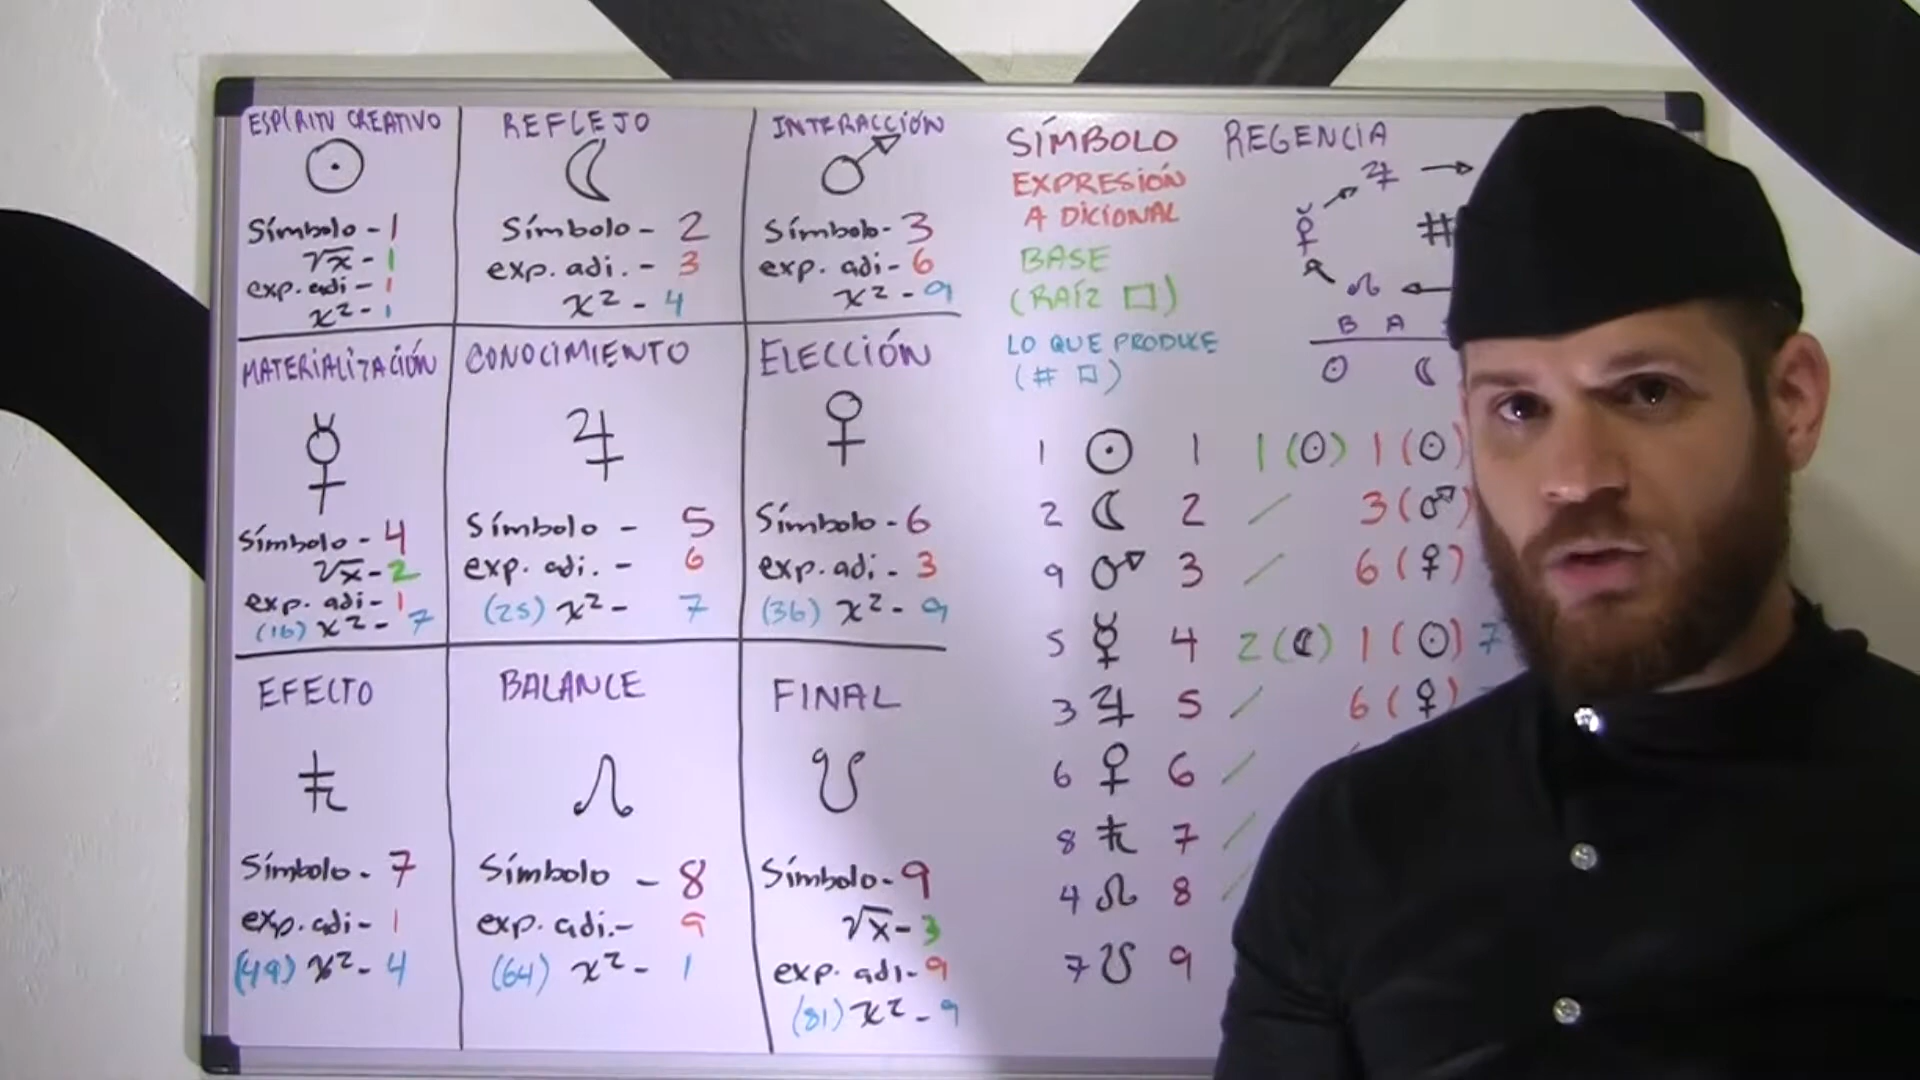 ESPÍRITU CREATIVO
☉
Símbolo - 1
√x - 1
exp. adi - 1
x² - 1
REFLEJO
☾
Símbolo - 2
exp. adi. - 3
x² - 4
INTERACCIÓN
♂
Símbolo - 3
exp. adi - 6
x² - 9
MATERIALIZACIÓN
☿
Símbolo - 4
√x - 2
exp. adi - 1
(16) x² - 7
CONOCIMIENTO
♃
Símbolo - 5
exp. adi. - 6
(25) x² - 7
ELECCIÓN
♀
Símbolo - 6
exp. adi - 3
(36) x² - 9
EFECTO
♄
Símbolo - 7
exp. adi - 1
(49) x² - 4
BALANCE
☊
Símbolo - 8
exp. adi. - 9
(64) x² - 1
FINAL
☋
Símbolo - 9
√x - 3
exp. adi - 9
(81) x² - 9
SÍMBOLO
EXPRESIÓN
ADICIONAL
BASE
(RAÍZ □)
LO QUE PRODUCE
(# □)
REGENCIA
♃ →
☿ #
☊ ←
B A
☉ ☾
1 ☉ 1 1 (☉) 1 (☉)
2 ☾ 2 / 3 (♂)
9 ♂ 3 / 6 (♀)
5 ☿ 4 2 (☾) 1 (☉) 7
3 ♃ 5 / 6 (♀)
6 ♀ 6 /
8 ♄ 7 /
4 ☊ 8 /
7 ☋ 9